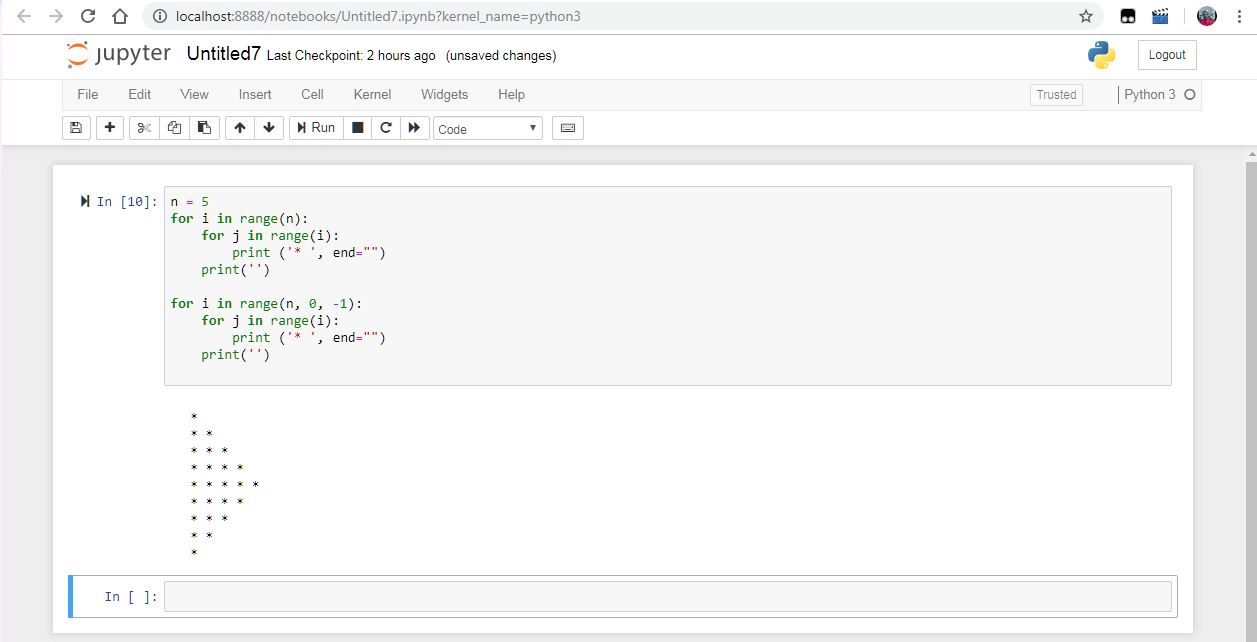 localhost:8888/notebooks/Untitled7.ipynb?kernel_name=python3
jupyter Untitled7 Last Checkpoint: 2 hours ago (unsaved changes) Logout
File Edit View Insert Cell Kernel Widgets Help Trusted Python 3
Run Code
In [10]: n = 5
for i in range(n):
    for j in range(i):
        print ('* ', end="")
    print('')

for i in range(n, 0, -1):
    for j in range(i):
        print ('* ', end="")
    print('')

*
* *
* * *
* * * *
* * * * *
* * * *
* * *
* *
*
In [ ]: